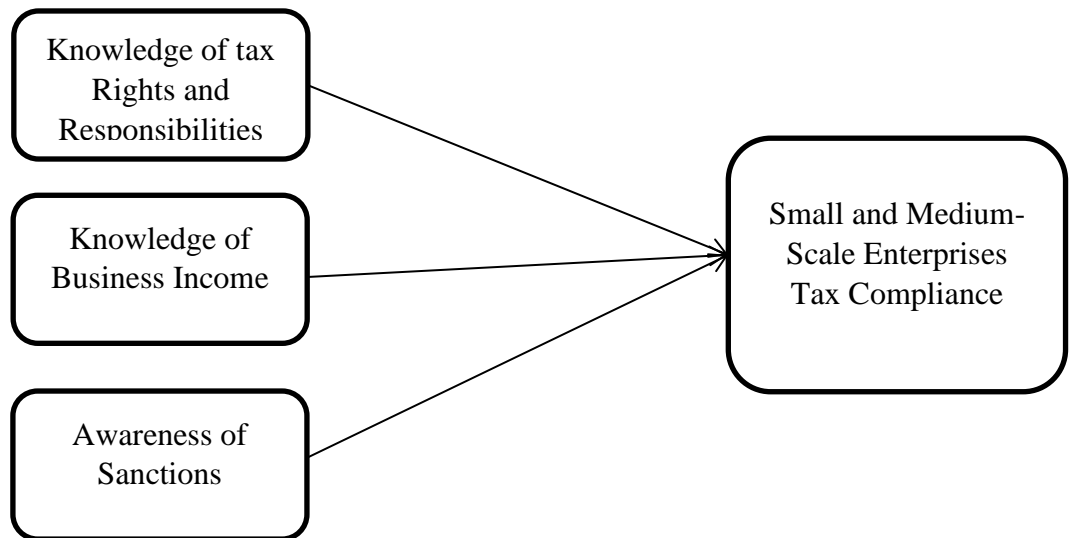 Knowledge of tax
Rights and
Responsibilities
Knowledge of
Business Income
Awareness of
Sanctions
Small and Medium-
Scale Enterprises
Tax Compliance